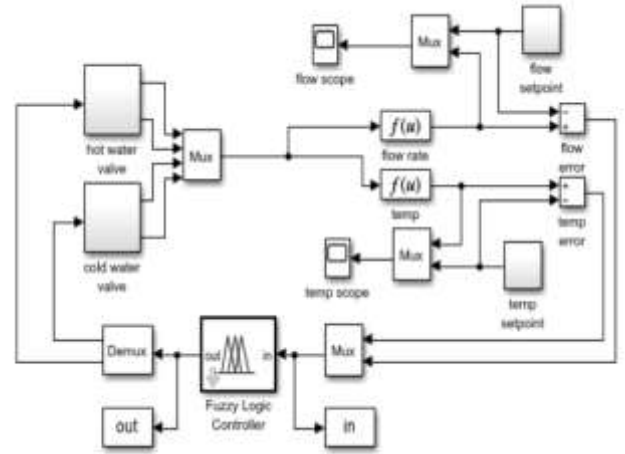 Mux
flow scope
flow
setpoint
hot water
valve
Mux
f(u)
flow rate
−
+
flow
error
f(u)
temp
+
−
temp
error
cold water
valve
Mux
temp scope
temp
setpoint
Demux
out
in
Fuzzy Logic
Controller
Mux
out
in